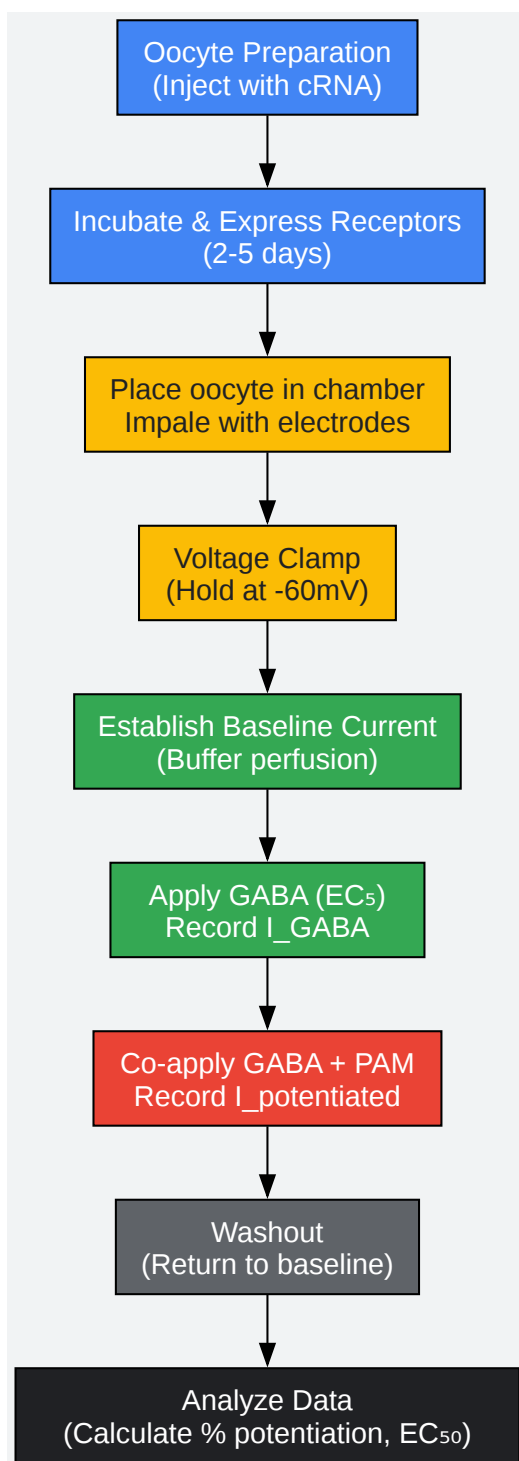 Oocyte Preparation
(Inject with cRNA)
Incubate & Express Receptors
(2-5 days)
Place oocyte in chamber
Impale with electrodes
Voltage Clamp
(Hold at -60mV)
Establish Baseline Current
(Buffer perfusion)
Apply GABA (EC₅)
Record I_GABA
Co-apply GABA + PAM
Record I_potentiated
Washout
(Return to baseline)
Analyze Data
(Calculate % potentiation, EC₅₀)